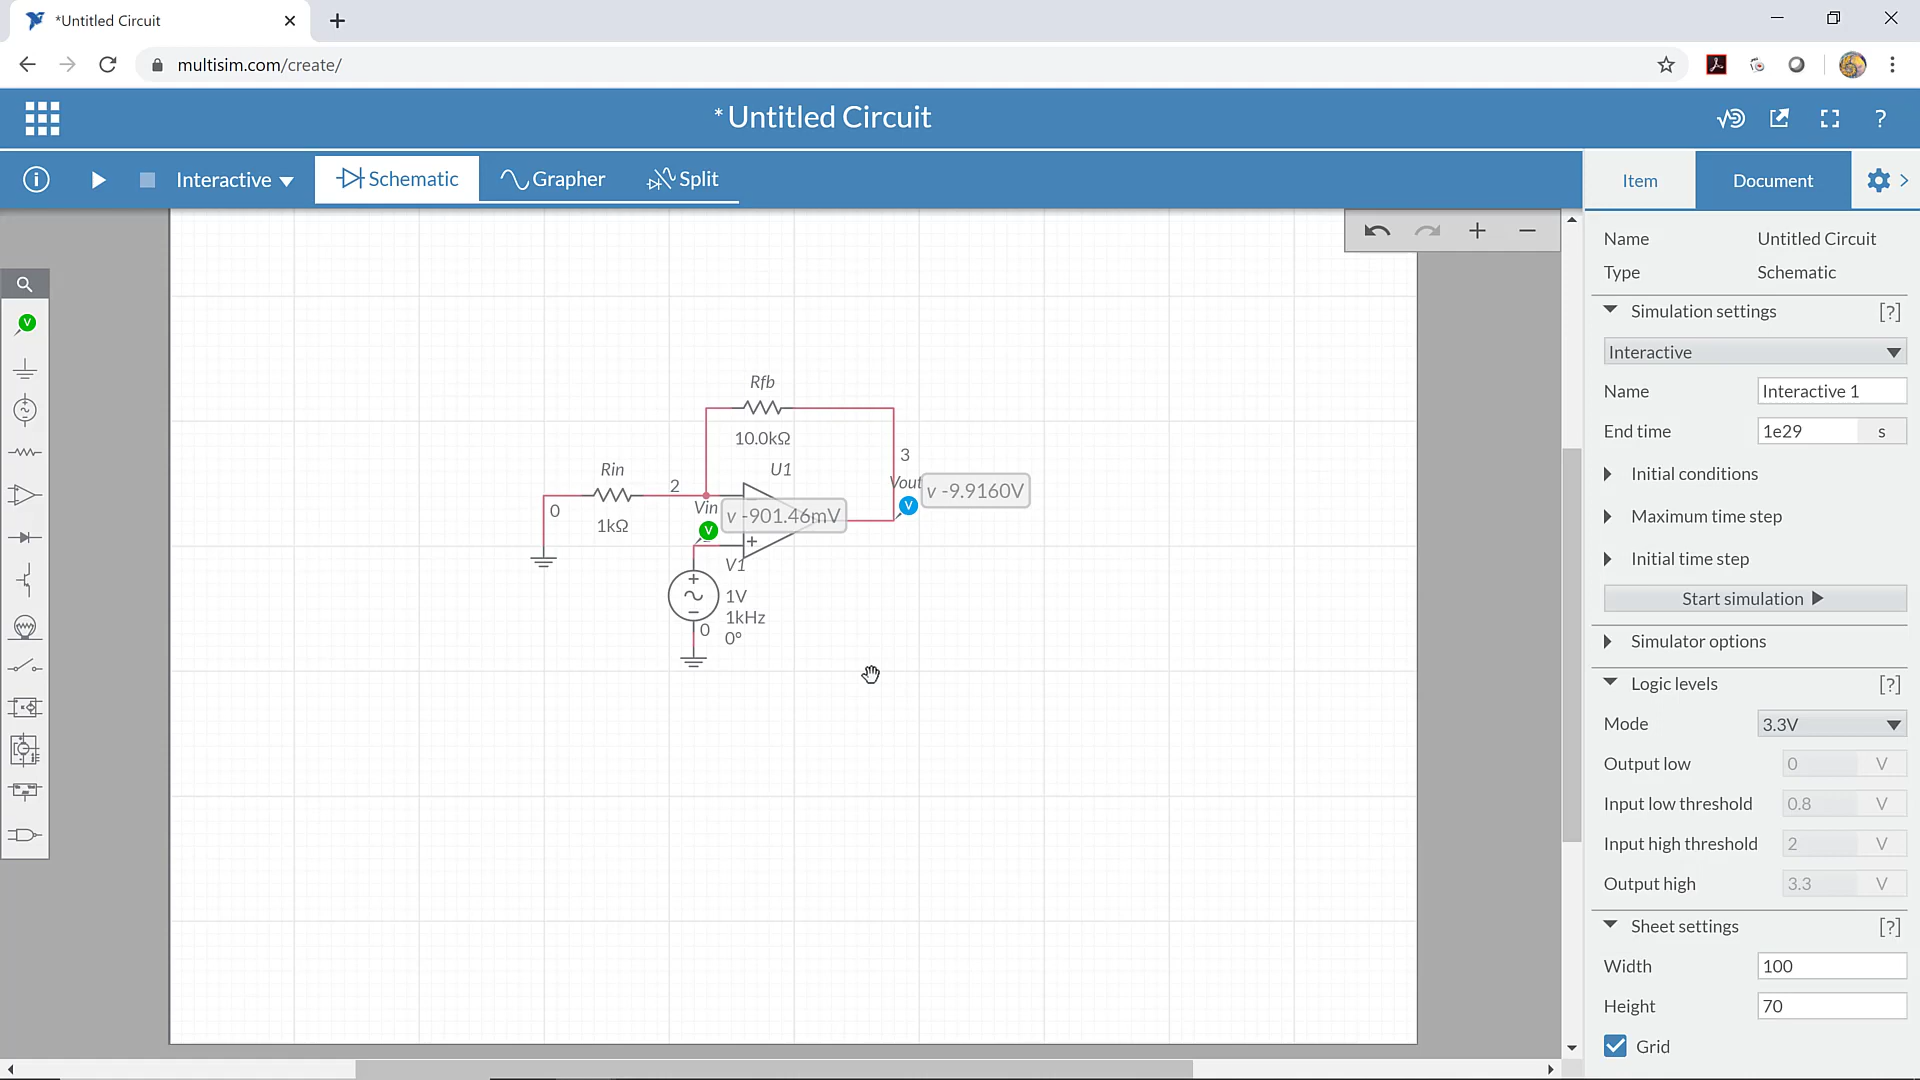 *Untitled Circuit
multisim.com/create/
* Untitled Circuit
?
Interactive
Schematic
Grapher
Split
Item
Document
Name Untitled Circuit
Type Schematic
Simulation settings [?]
Interactive
Name Interactive 1
End time 1e29 s
Initial conditions
Maximum time step
Initial time step
Start simulation
Simulator options
Logic levels [?]
Mode 3.3V
Output low 0 V
Input low threshold 0.8 V
Input high threshold 2 V
Output high 3.3 V
Sheet settings [?]
Width 100
Height 70
Grid
V
Rfb
10.0kΩ
U1
3
Rin
2
0
1kΩ
Vin
V
v -901.46mV
Vout
V
v -9.9160V
+
V1
+
1V
1kHz
0°
0